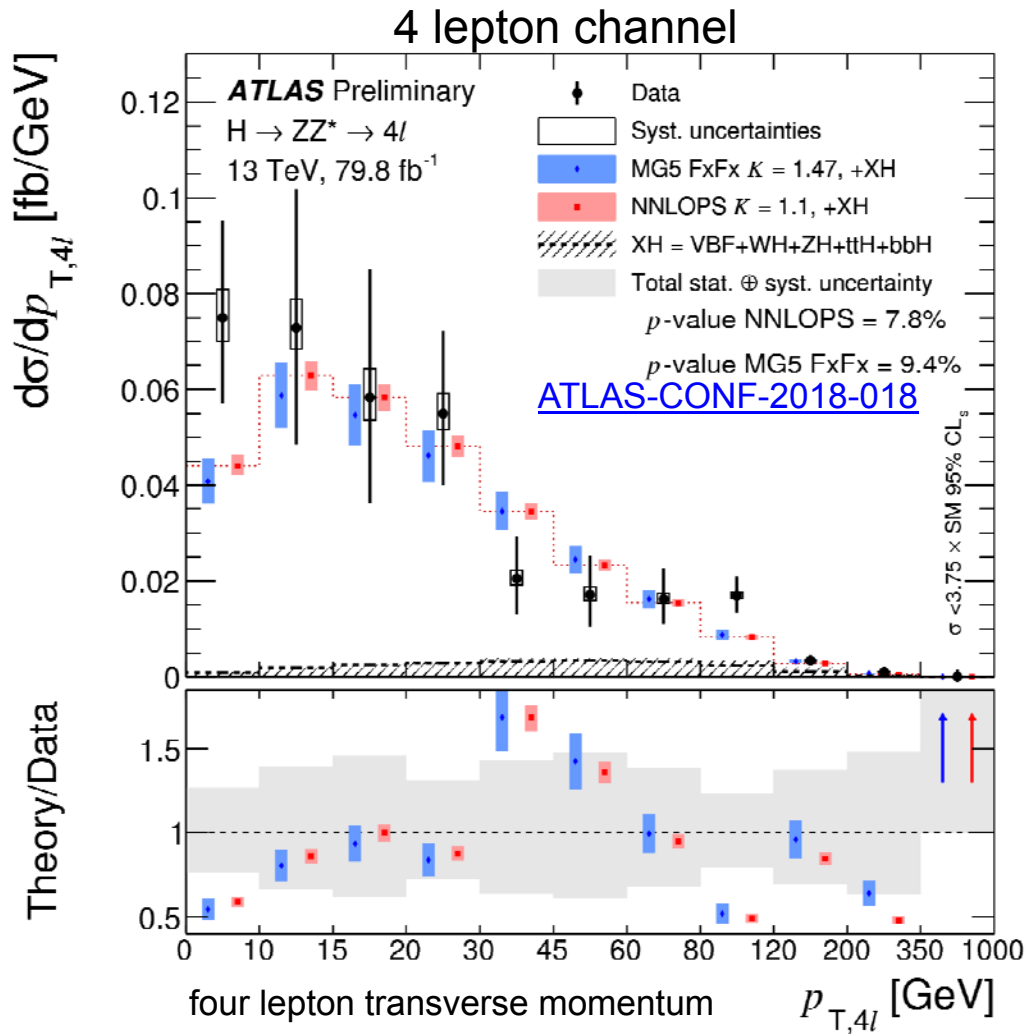 4 lepton channel
dσ/dp T,4l [fb/GeV]
0.12
0.1
0.08
0.06
0.04
0.02
0
ATLAS Preliminary
H → ZZ* → 4l
13 TeV, 79.8 fb-1
Data
Syst. uncertainties
MG5 FxFx K = 1.47, +XH
NNLOPS K = 1.1, +XH
XH = VBF+WH+ZH+ttH+bbH
Total stat. ⊕ syst. uncertainty
p-value NNLOPS = 7.8%
p-value MG5 FxFx = 9.4%
ATLAS-CONF-2018-018
σ <3.75 × SM 95% CLs
Theory/Data
1.5
1
0.5
0 10 15 20 30 45 60 80 120 200 350 1000
four lepton transverse momentum
p T,4l [GeV]